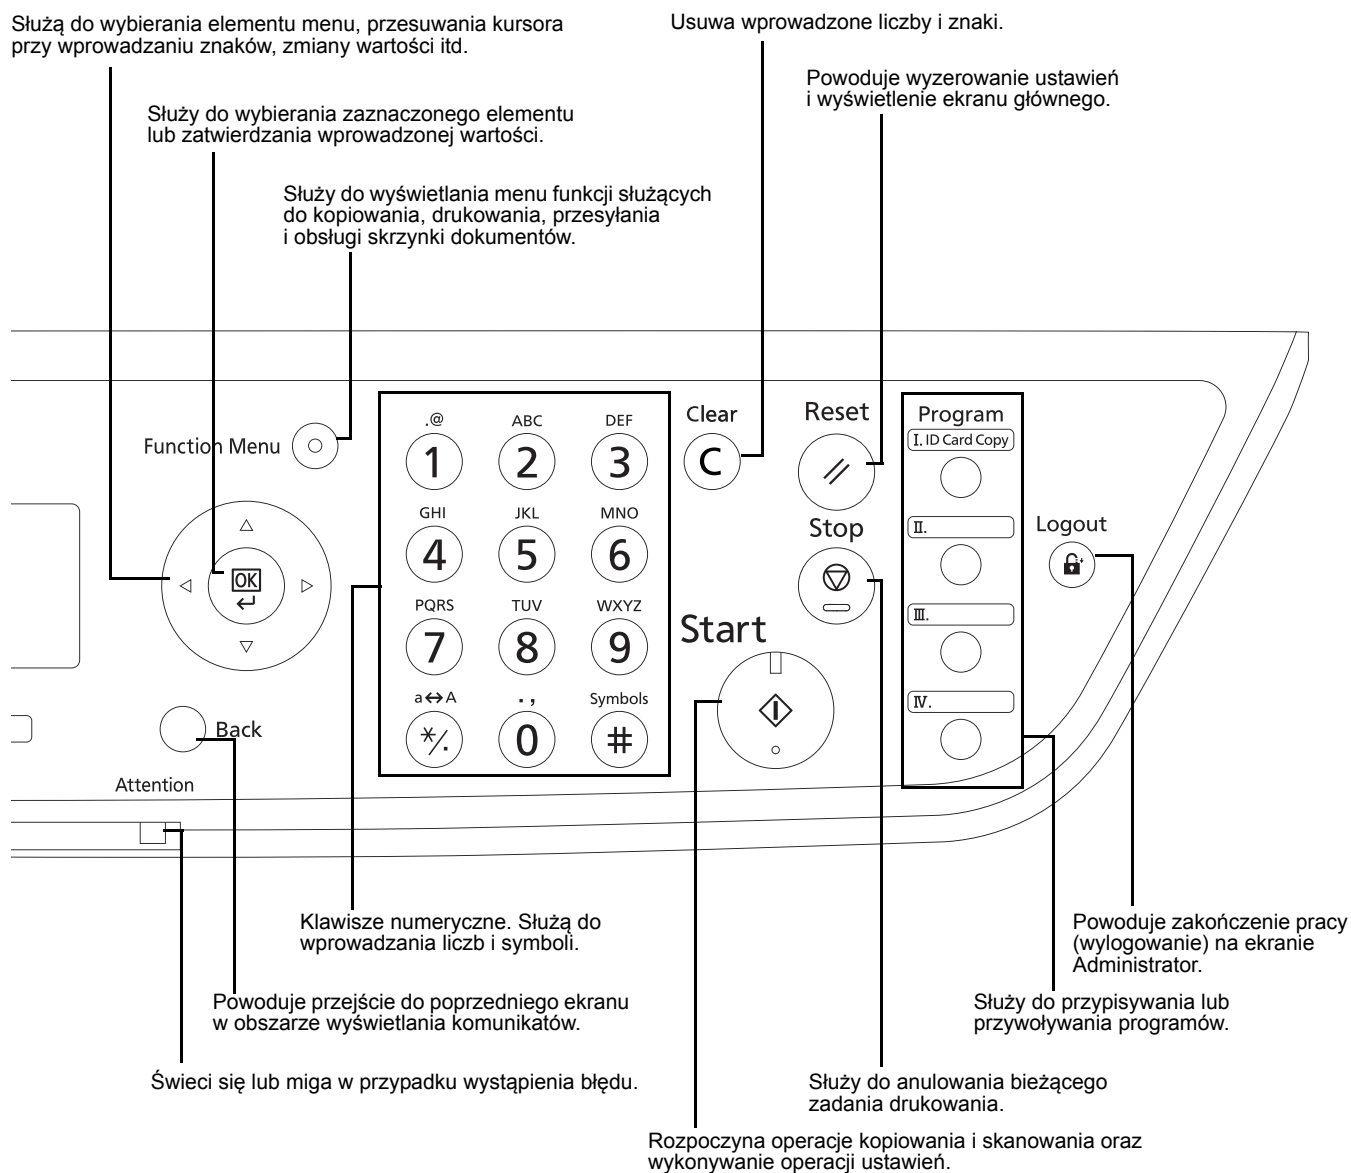 Służą do wybierania elementu menu, przesuwania kursora
przy wprowadzaniu znaków, zmiany wartości itd.
Usuwa wprowadzone liczby i znaki.
Powoduje wyzerowanie ustawień
i wyświetlenie ekranu głównego.
Służy do wybierania zaznaczonego elementu
lub zatwierdzania wprowadzonej wartości.
Służy do wyświetlania menu funkcji służących
do kopiowania, drukowania, przesyłania
i obsługi skrzynki dokumentów.
Function Menu
.@
ABC
DEF
1
2
3
GHI
JKL
MNO
4
5
6
PQRS
TUV
WXYZ
7
8
9
a↔A
. ,
Symbols
*/.
0
#
Clear
C
Reset
Stop
Start
Program
I. ID Card Copy
II.
III.
IV.
Logout
OK
Back
Attention
Klawisze numeryczne. Służą do
wprowadzania liczb i symboli.
Powoduje zakończenie pracy
(wylogowanie) na ekranie
Administrator.
Powoduje przejście do poprzedniego ekranu
w obszarze wyświetlania komunikatów.
Służy do przypisywania lub
przywoływania programów.
Świeci się lub miga w przypadku wystąpienia błędu.
Służy do anulowania bieżącego
zadania drukowania.
Rozpoczyna operacje kopiowania i skanowania oraz
wykonywanie operacji ustawień.